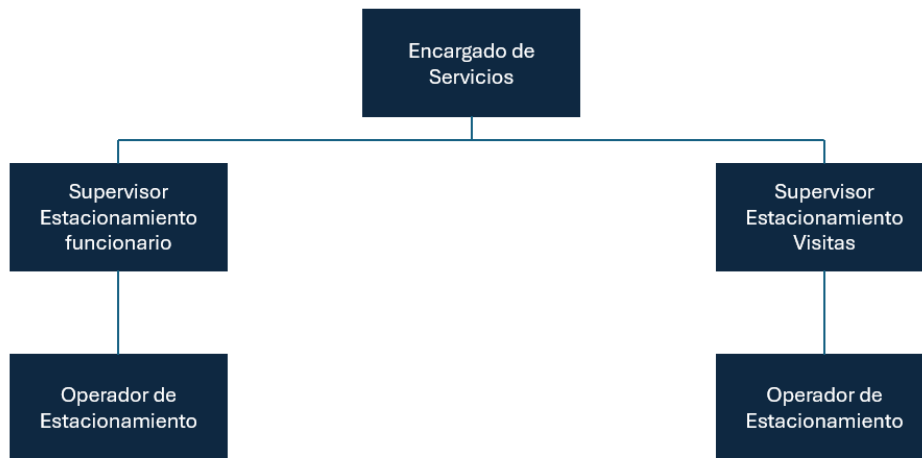 Encargado de
Servicios
Supervisor
Estacionamiento
funcionario
Supervisor
Estacionamiento
Visitas
Operador de
Estacionamiento
Operador de
Estacionamiento